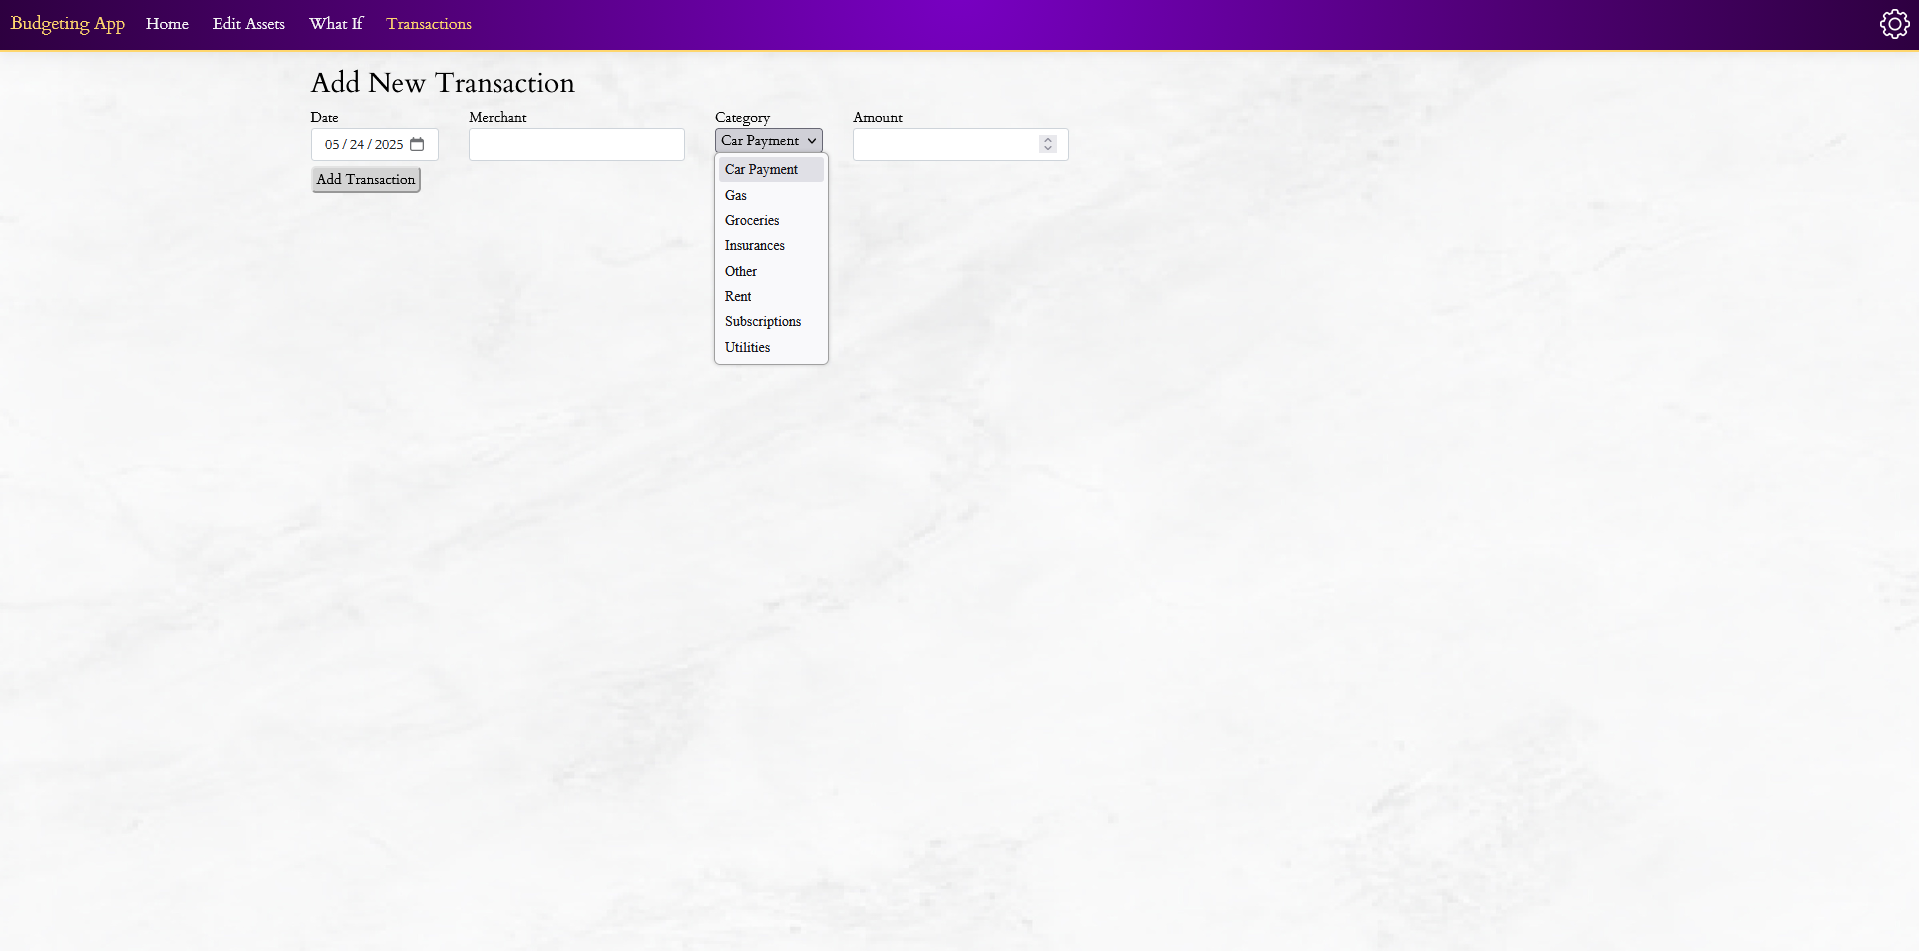 Budgeting App Home Edit Assets What If Transactions
Add New Transaction
Date Merchant Category Amount
05 / 24 / 2025 Car Payment
Add Transaction
Car Payment
Gas
Groceries
Insurances
Other
Rent
Subscriptions
Utilities